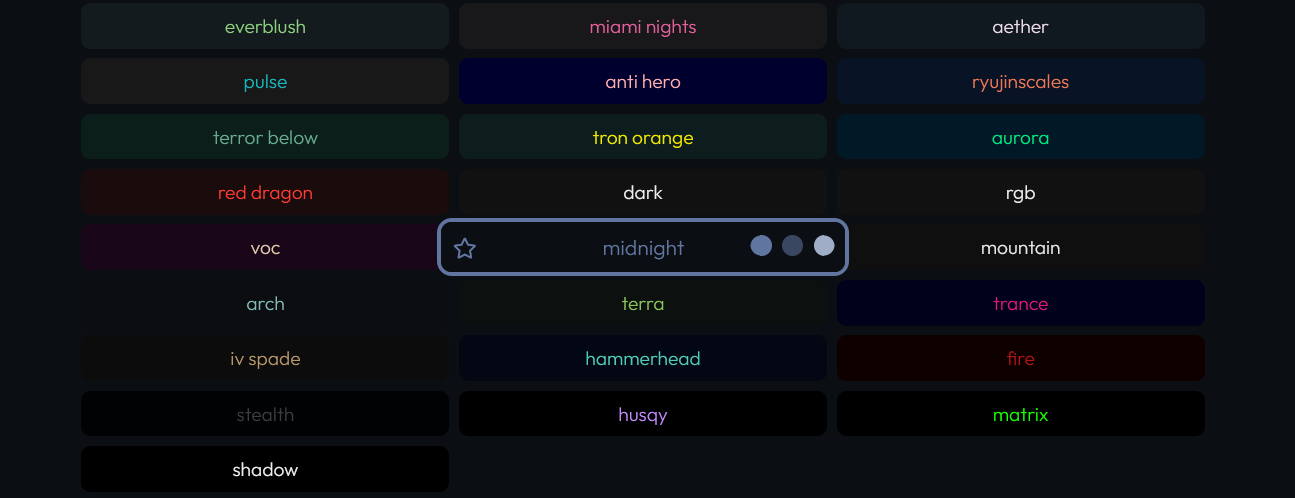 everblush miami nights aether
pulse anti hero ryujinscales
terror below tron orange aurora
red dragon dark rgb
voc midnight mountain
arch terra trance
iv spade hammerhead fire
stealth husqy matrix
shadow